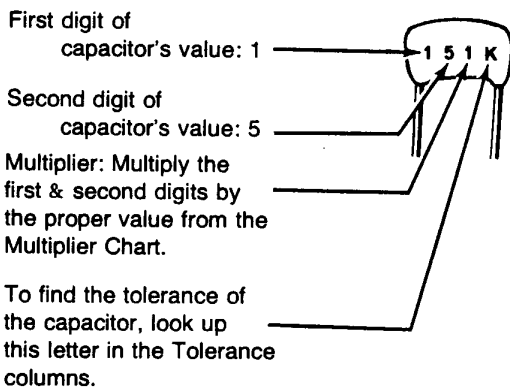 First digit of
capacitor's value: 1
1 5 1 K
Second digit of
capacitor's value: 5
Multiplier: Multiply the
first & second digits by
the proper value from the
Multiplier Chart.
To find the tolerance of
the capacitor, look up
this letter in the Tolerance
columns.